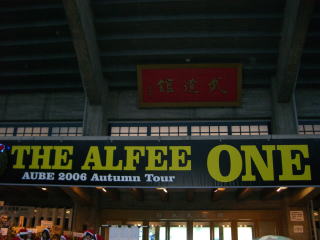 武道館
THE ALFEE ONE
AUBE 2006 Autumn Tour